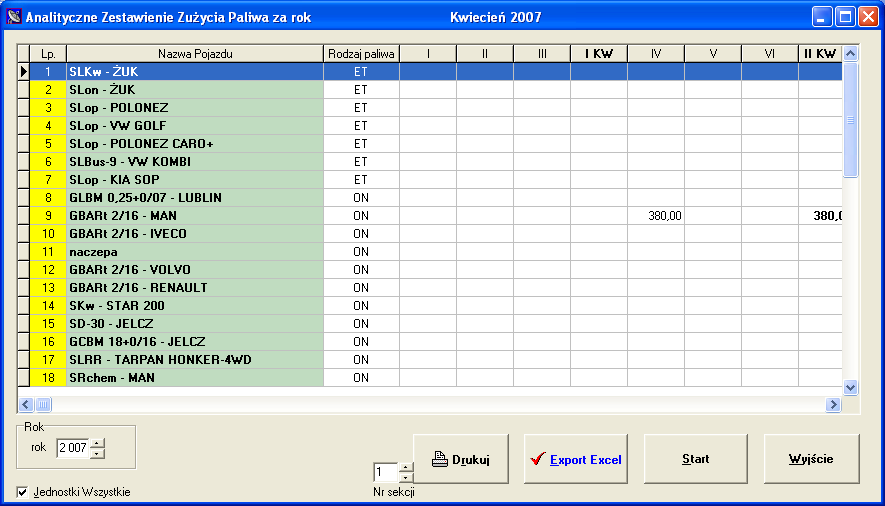 Analityczne Zestawienie Zużycia Paliwa za rok Kwiecień 2007
Lp. Nazwa Pojazdu Rodzaj paliwa I II III I KW IV V VI II KW
1 SLKw - ŻUK ET
2 SLon - ŻUK ET
3 SLop - POLONEZ ET
4 SLop - VW GOLF ET
5 SLop - POLONEZ CARO+ ET
6 SLBus-9 - VW KOMBI ET
7 SLop - KIA SOP ET
8 GLBM 0,25+0/07 - LUBLIN ON
9 GBARt 2/16 - MAN ON 380,00 380,0
10 GBARt 2/16 - IVECO ON
11 naczepa ON
12 GBARt 2/16 - VOLVO ON
13 GBARt 2/16 - RENAULT ON
14 SKw - STAR 200 ON
15 SD-30 - JELCZ ON
16 GCBM 18+0/16 - JELCZ ON
17 SLRR - TARPAN HONKER-4WD ON
18 SRchem - MAN ON
Rok
rok 2 007
Jednostki Wszystkie
1
Nr sekcji
Drukuj
Export Excel
Start
Wyjście